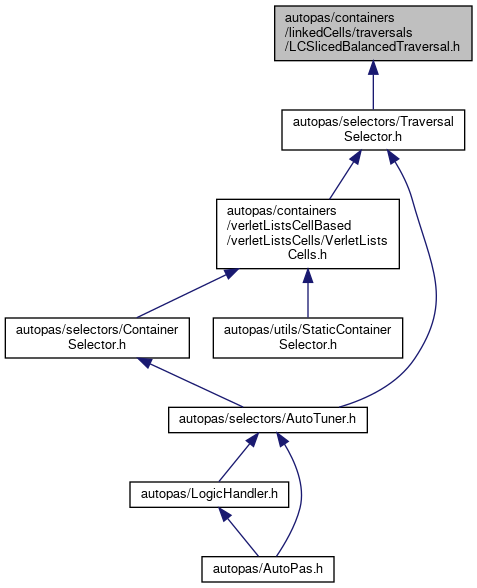 autopas/containers
/linkedCells/traversals
/LCSlicedBalancedTraversal.h
autopas/selectors/Traversal
Selector.h
autopas/containers
/verletListsCellBased
/verletListsCells/VerletLists
Cells.h
autopas/selectors/Container
Selector.h
autopas/utils/StaticContainer
Selector.h
autopas/selectors/AutoTuner.h
autopas/LogicHandler.h
autopas/AutoPas.h